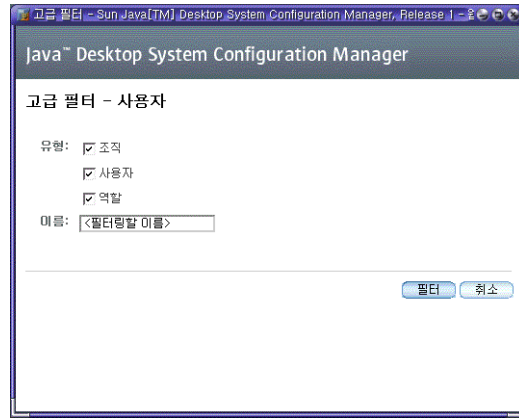 고급 필터 - Sun Java[TM] Desktop System Configuration Manager, Release 1 -
Java™ Desktop System Configuration Manager
고급 필터 - 사용자
유형: 조직
사용자
역할
이름: <필터링할 이름>
필터 취소